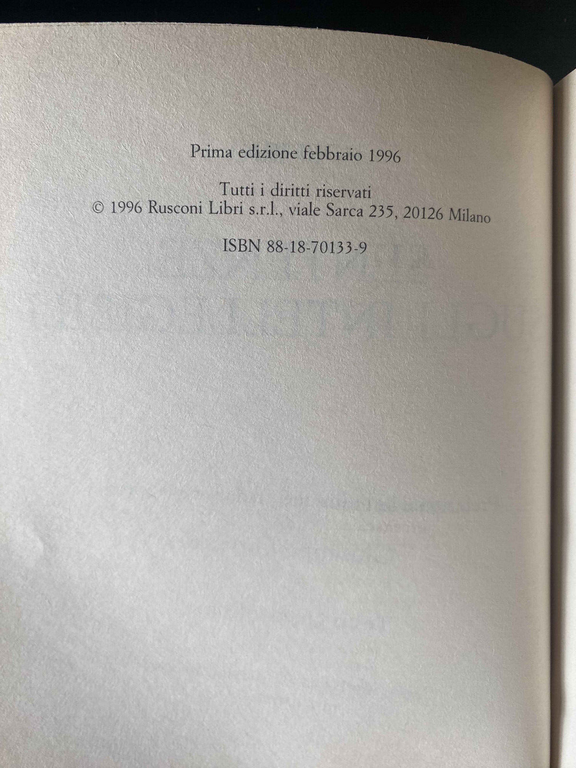 Prima edizione febbraio 1996
Tutti i diritti riservati
© 1996 Rusconi Libri s.r.l., viale Sarca 235, 20126 Milano
ISBN 88-18-70133-9